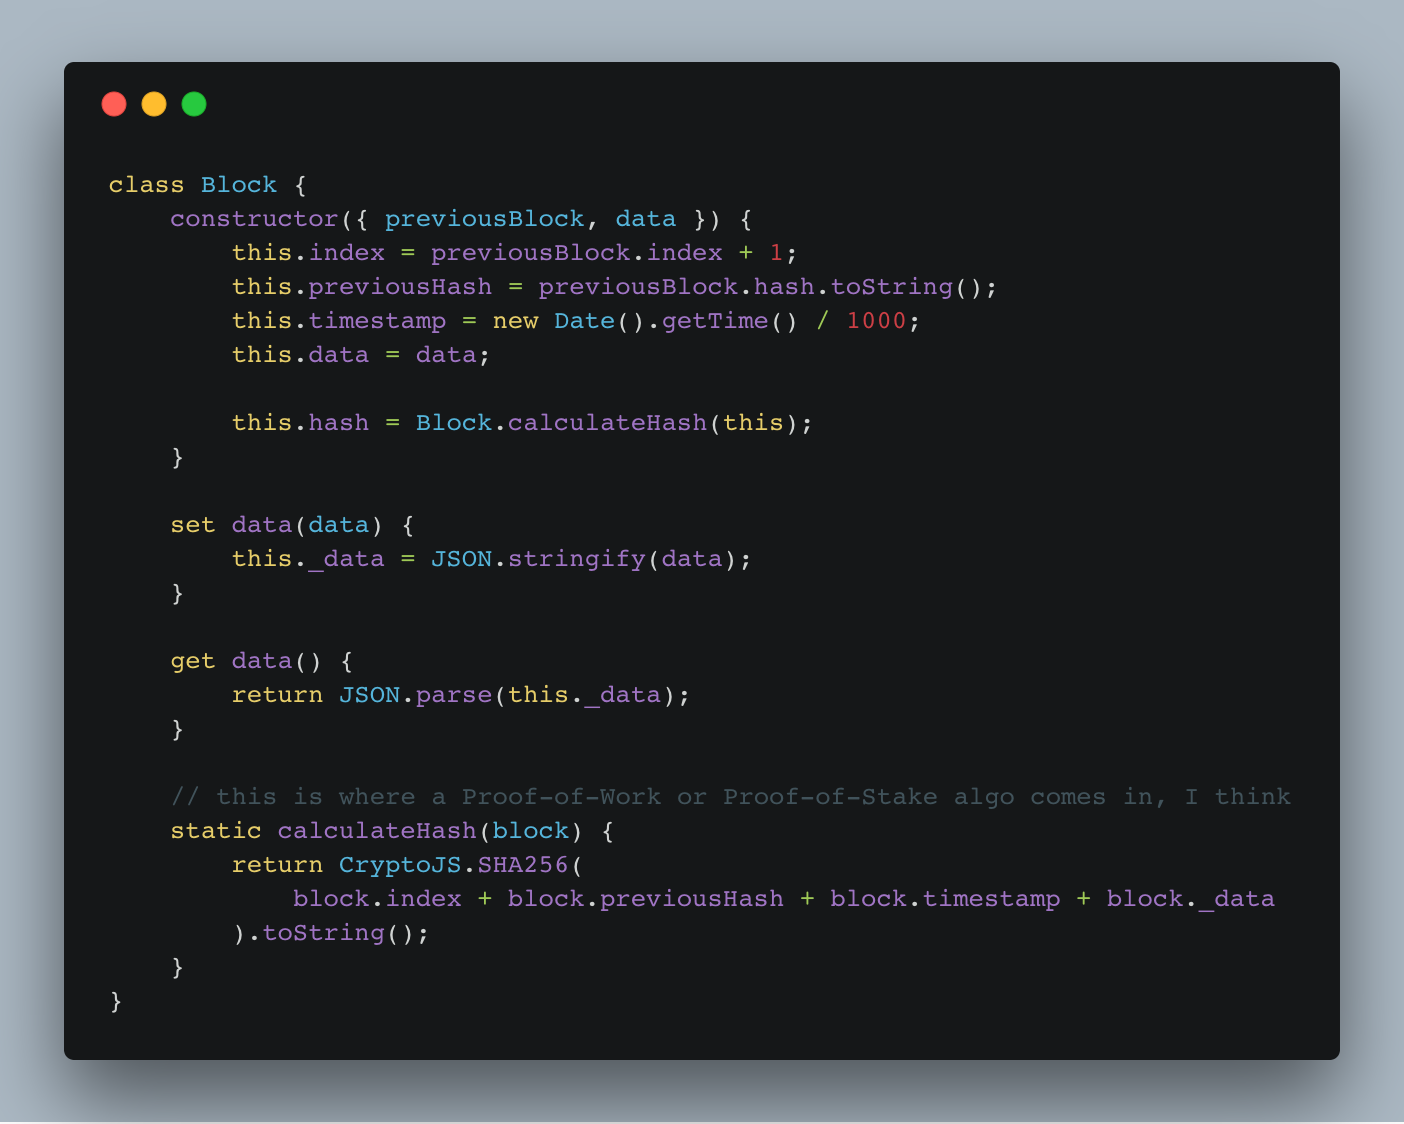 class Block {
    constructor({ previousBlock, data }) {
        this.index = previousBlock.index + 1;
        this.previousHash = previousBlock.hash.toString();
        this.timestamp = new Date().getTime() / 1000;
        this.data = data;

        this.hash = Block.calculateHash(this);
    }

    set data(data) {
        this._data = JSON.stringify(data);
    }

    get data() {
        return JSON.parse(this._data);
    }

    // this is where a Proof-of-Work or Proof-of-Stake algo comes in, I think
    static calculateHash(block) {
        return CryptoJS.SHA256(
            block.index + block.previousHash + block.timestamp + block._data
        ).toString();
    }
}